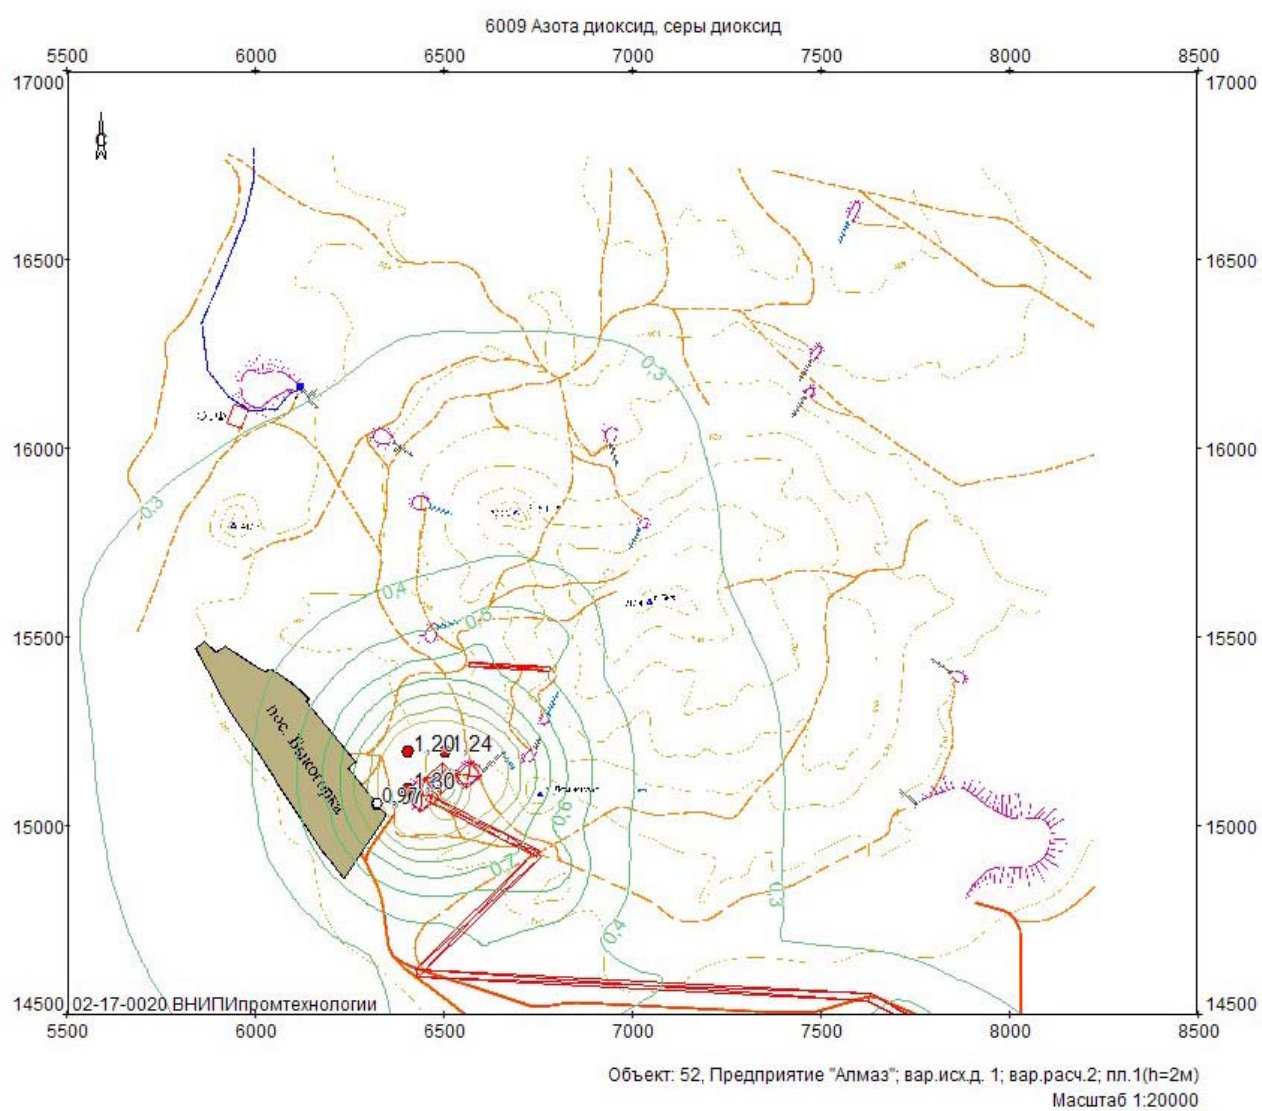 6009 Азота диоксид, серы диоксид
5500 6000 6500 7000 7500 8000 8500
17000 17000
С
16500 16500
0,3
16000 16000
0,3
0,4
0,5
15500 15500
пос. Быкогорка
1,20 1,24
1,30
0,97
0,6
15000 15000
0,7
0,3
0,4
14500 02-17-0020 ВНИПИпромтехнологии 14500
5500 6000 6500 7000 7500 8000 8500
Объект: 52, Предприятие "Алмаз"; вар.исх.д. 1; вар.расч.2; пл.1(h=2м)
Масштаб 1:20000